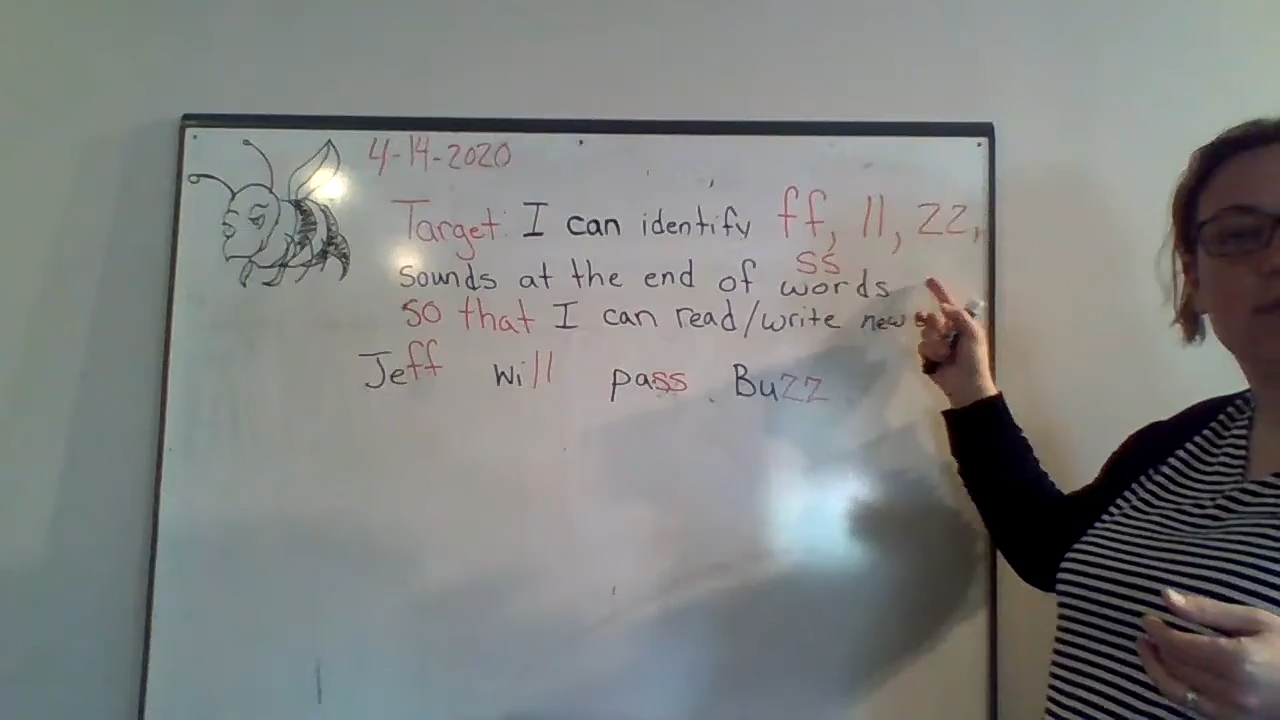 4-14-2020
Target: I can identify ff, ll, zz,
ss
sounds at the end of words
so that I can read/write new
Jeff will pass Buzz